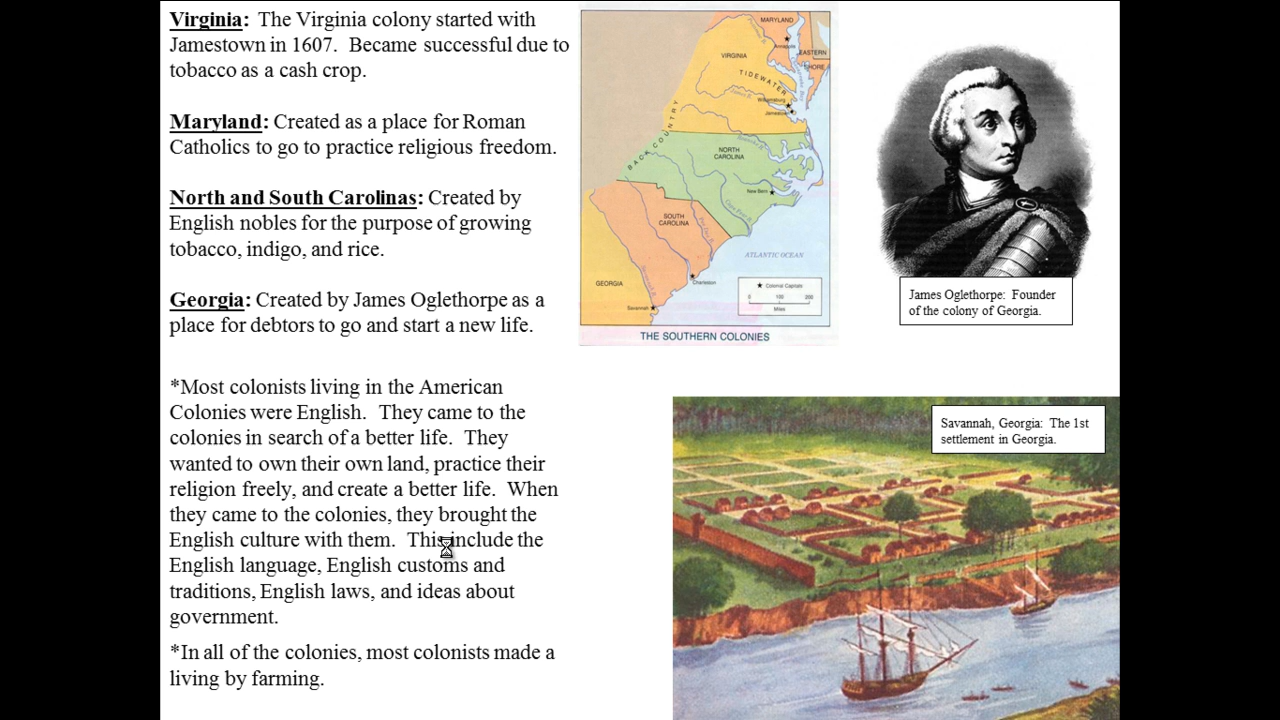 Virginia:  The Virginia colony started with
Jamestown in 1607.  Became successful due to
tobacco as a cash crop.
Maryland: Created as a place for Roman
Catholics to go to practice religious freedom.
North and South Carolinas: Created by
English nobles for the purpose of growing
tobacco, indigo, and rice.
Georgia: Created by James Oglethorpe as a
place for debtors to go and start a new life.
*Most colonists living in the American
Colonies were English.  They came to the
colonies in search of a better life.  They
wanted to own their own land, practice their
religion freely, and create a better life.  When
they came to the colonies, they brought the
English culture with them.  This include the
English language, English customs and
traditions, English laws, and ideas about
government.
*In all of the colonies, most colonists made a
living by farming.
MARYLAND
Annapolis
EASTERN
SHORE
VIRGINIA
TIDEWATER
Williamsburg
James R.
Jamestown
BACK COUNTRY
NORTH
CAROLINA
New Bern
SOUTH
CAROLINA
ATLANTIC OCEAN
Charleston
GEORGIA
Savannah
Colonial Capitals
0 100 200
Miles
THE SOUTHERN COLONIES
James Oglethorpe:  Founder
of the colony of Georgia.
Savannah, Georgia:  The 1st
settlement in Georgia.